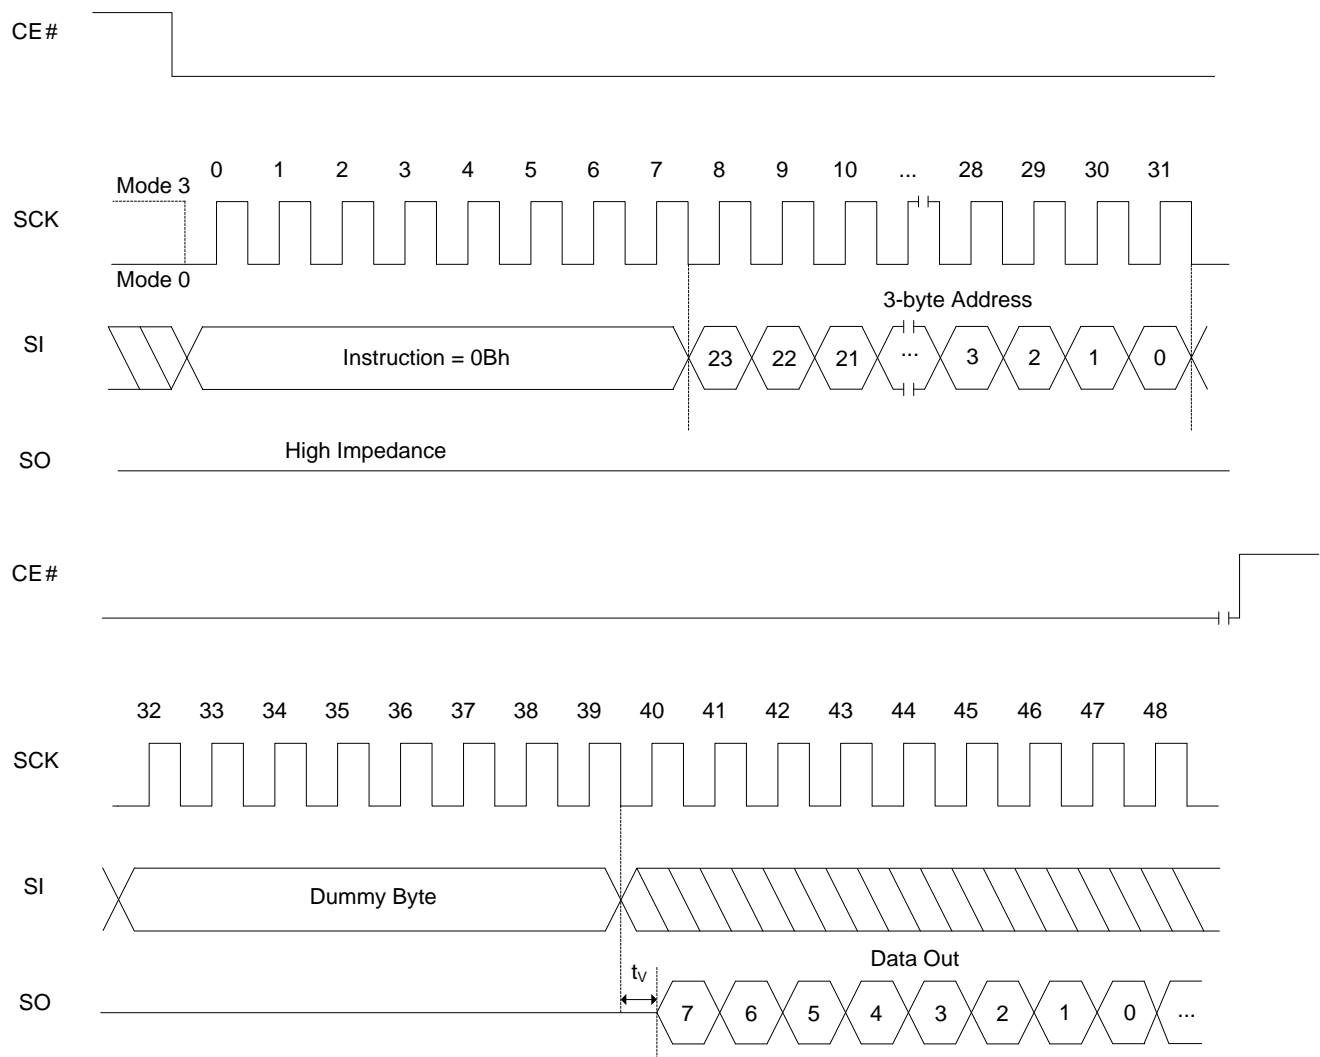 CE#
0 1 2 3 4 5 6 7 8 9 10 ... 28 29 30 31
Mode 3
SCK
Mode 0
3-byte Address
SI
Instruction = 0Bh 23 22 21 ... 3 2 1 0
High Impedance
SO
CE#
32 33 34 35 36 37 38 39 40 41 42 43 44 45 46 47 48
SCK
SI
Dummy Byte
Data Out
tV
SO
7 6 5 4 3 2 1 0 ...